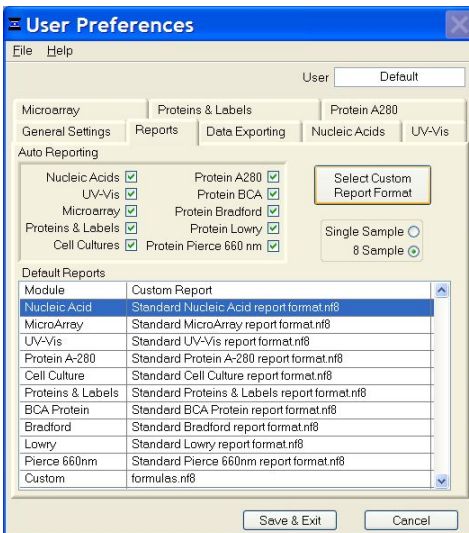 User Preferences
File Help
User Default
Microarray Proteins & Labels Protein A280
General Settings Reports Data Exporting Nucleic Acids UV-Vis
Auto Reporting
Nucleic Acids Protein A280
UV-Vis Protein BCA
Microarray Protein Bradford
Proteins & Labels Protein Lowry
Cell Cultures Protein Pierce 660 nm
Select Custom
Report Format
Single Sample
8 Sample
Default Reports
Module Custom Report
Nucleic Acid Standard Nucleic Acid report format.nf8
MicroArray Standard MicroArray report format.nf8
UV-Vis Standard UV-Vis report format.nf8
Protein A-280 Standard Protein A-280 report format.nf8
Cell Culture Standard Cell Culture report format.nf8
Proteins & Labels Standard Proteins & Labels report format.nf8
BCA Protein Standard BCA Protein report format.nf8
Bradford Standard Bradford report format.nf8
Lowry Standard Lowry report format.nf8
Pierce 660nm Standard Pierce 660nm report format.nf8
Custom formulas.nf8
Save & Exit Cancel